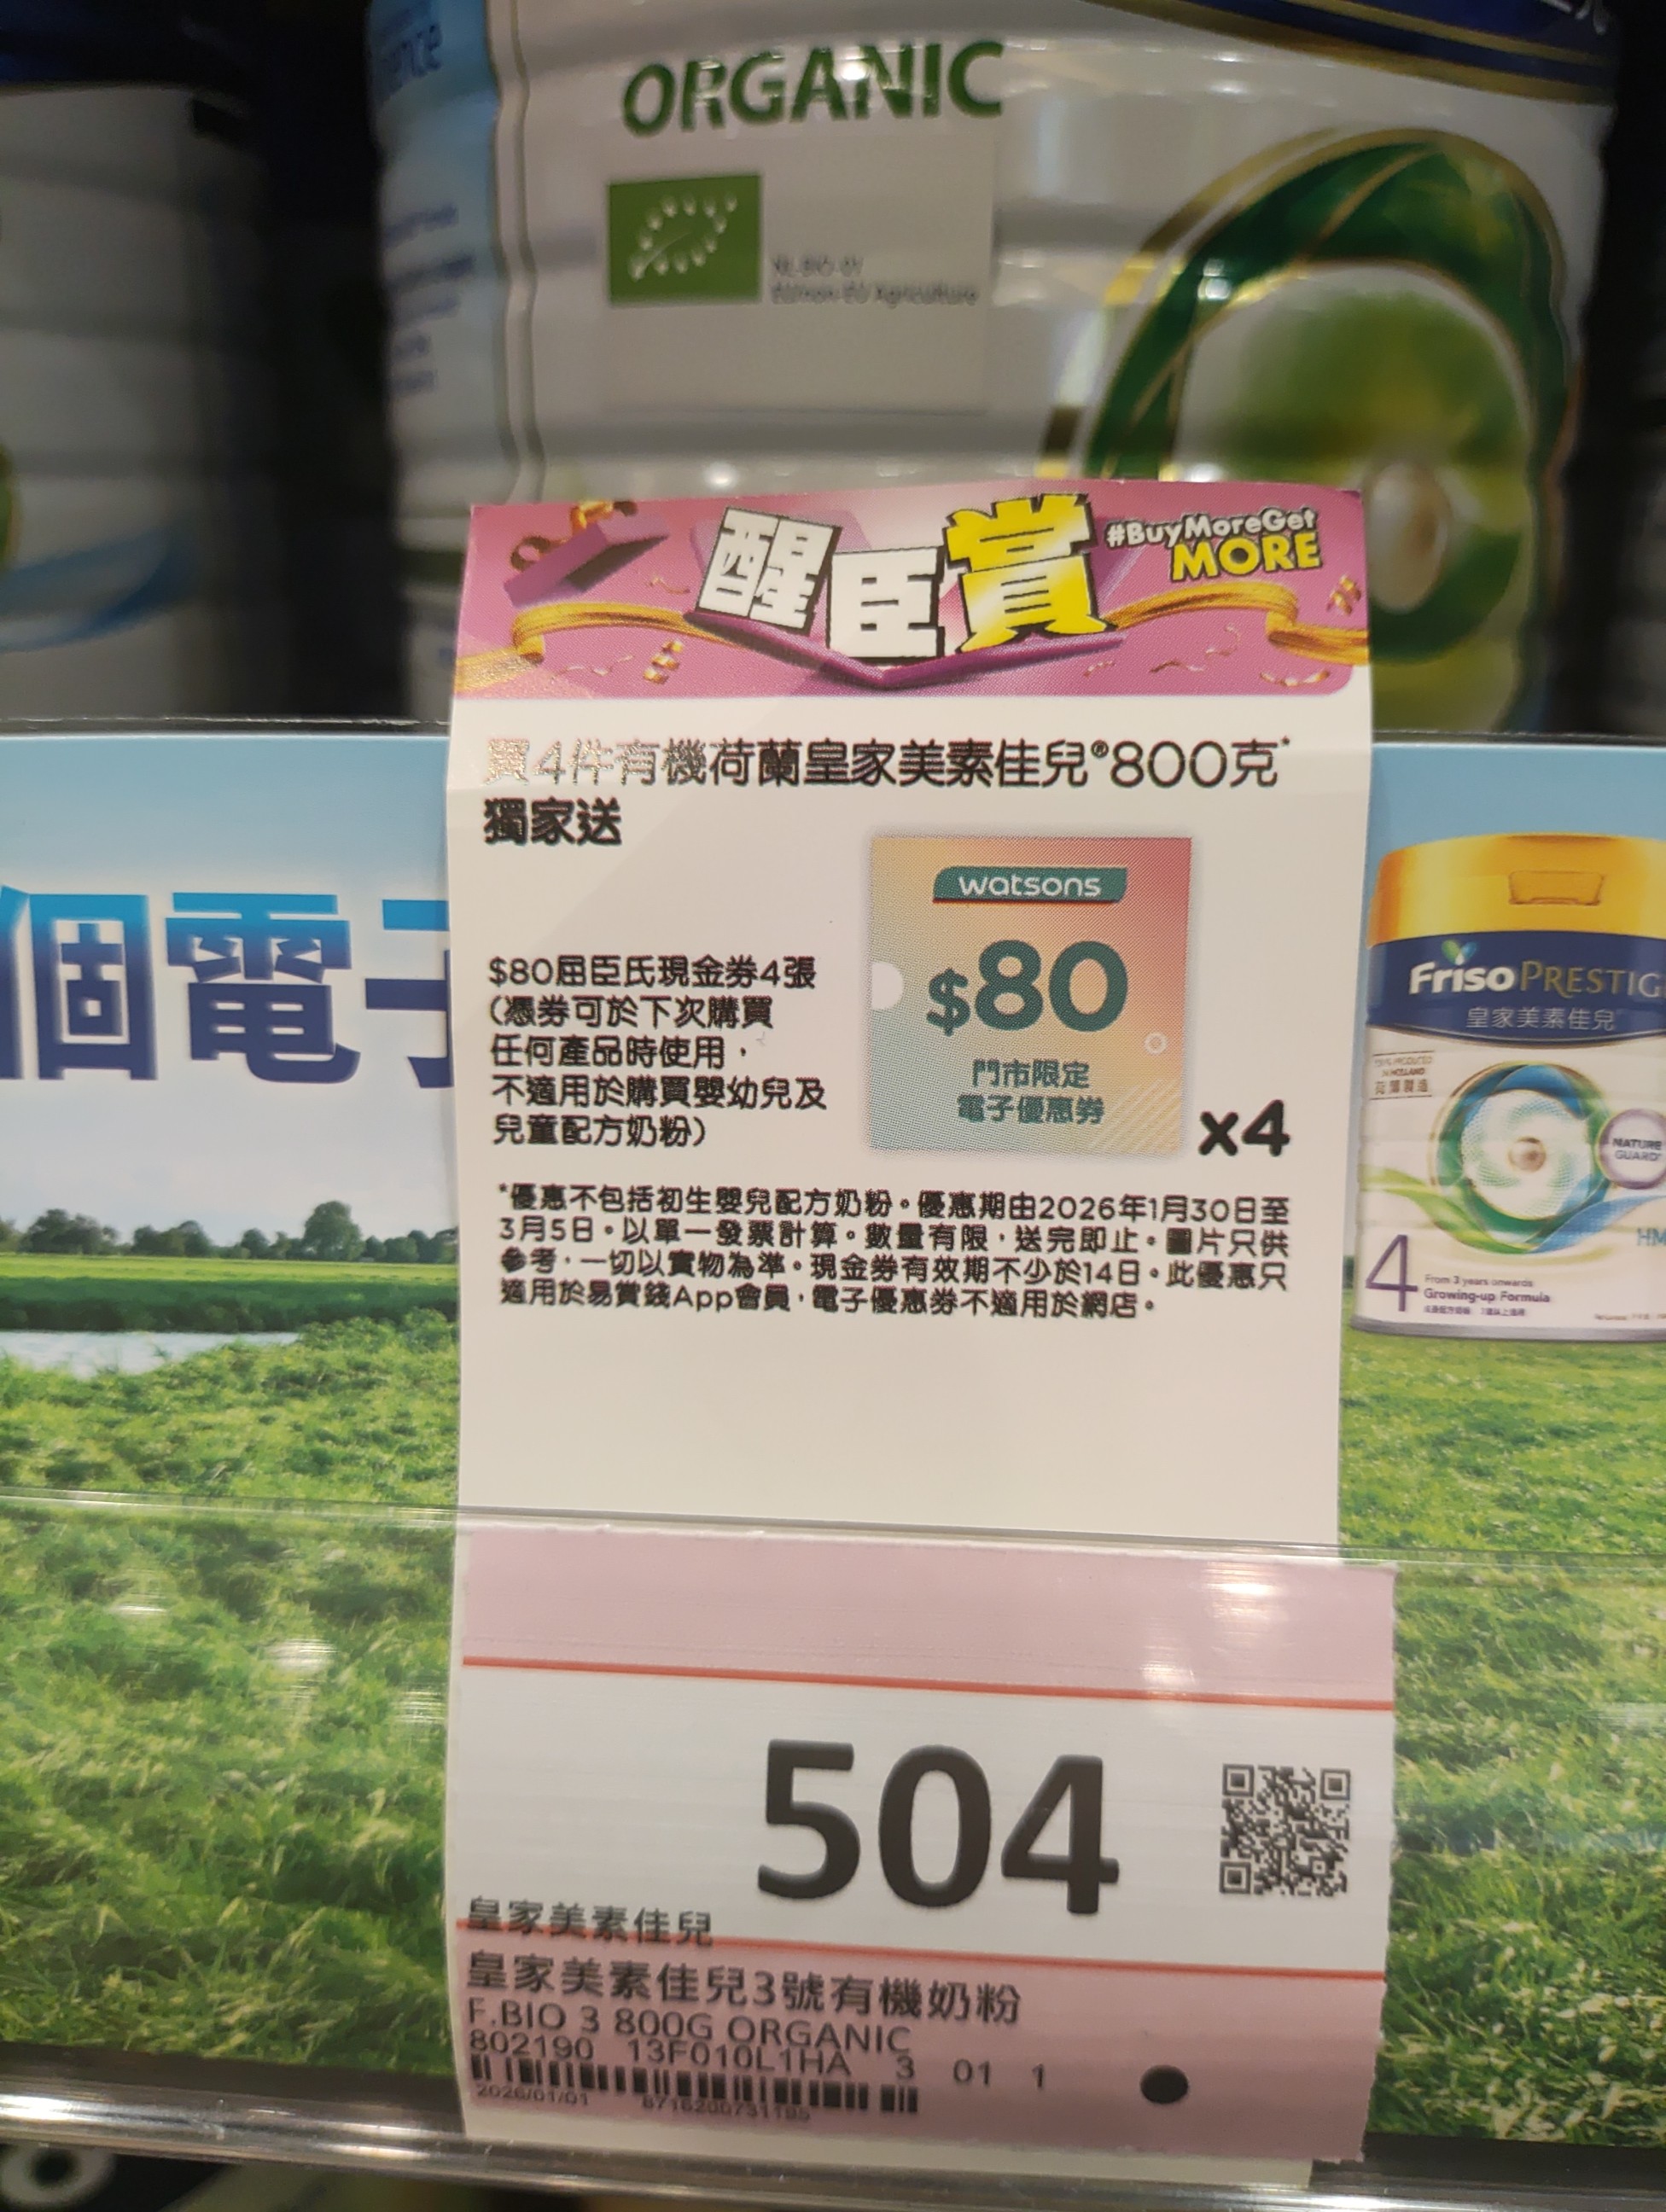 ORGANIC
醒臣賞
#BuyMoreGet
MORE
買4件有機荷蘭皇家美素佳兒®800克*
獨家送
watsons
$80
門市限定
電子優惠券
x4
$80屈臣氏現金券4張
(憑券可於下次購買
任何產品時使用，
不適用於購買嬰幼兒及
兒童配方奶粉)
*優惠不包括初生嬰兒配方奶粉。優惠期由2026年1月30日至
3月5日。以單一發票計算。數量有限，送完即止。圖片只供
參考，一切以實物為準。現金券有效期不少於14日。此優惠只
適用於易賞錢App會員，電子優惠券不適用於網店。
個電子
Friso PRESTIG
皇家美素佳兒
NATURE
GUARD
HM
4
From 3 years onwards
Growing-up Formula
504
皇家美素佳兒
皇家美素佳兒3號有機奶粉
F.BIO 3 800G ORGANIC
802190 13F010L1HA 3 01 1
2026/01/01